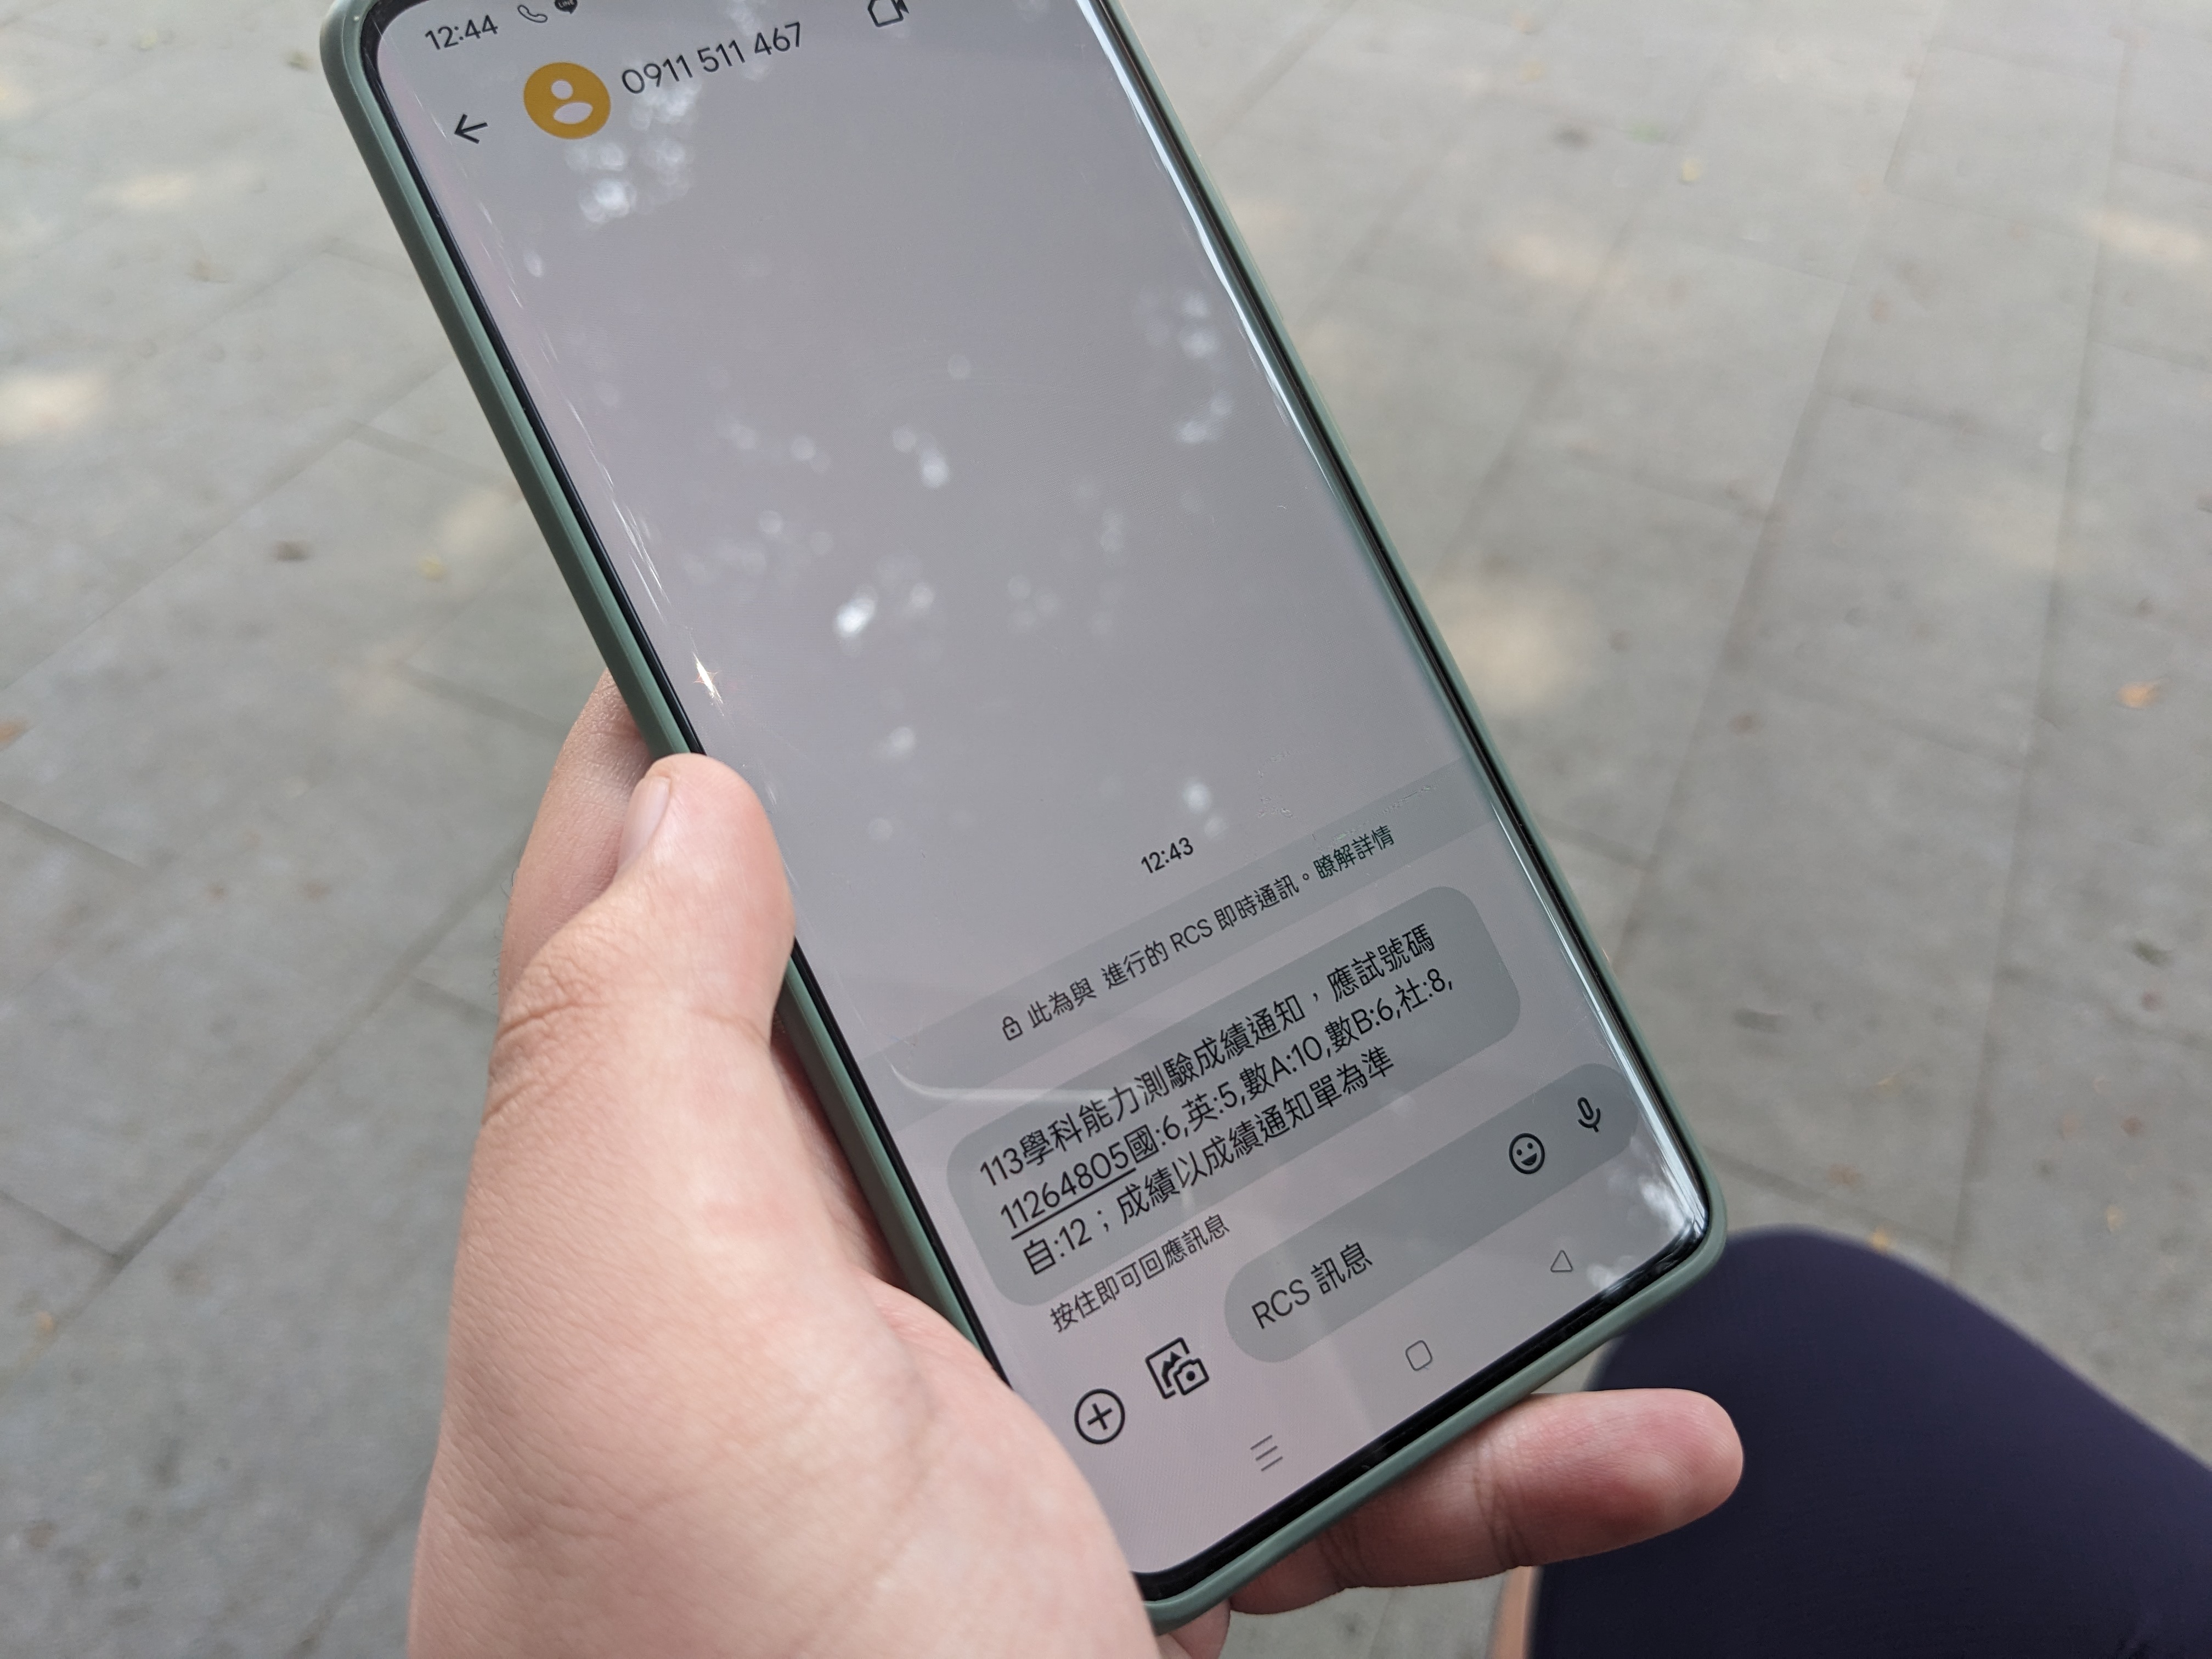 12:44
0911 511 467
12:43
此為與 進行的 RCS 即時通訊。瞭解詳情
113學科能力測驗成績通知，應試號碼
11264805國:6,英:5,數A:10,數B:6,社:8,
自:12；成績以成績通知單為準
按住即可回應訊息
RCS 訊息